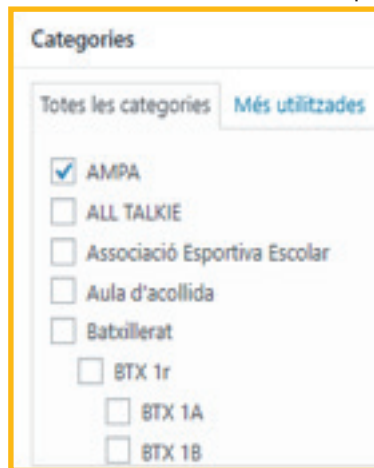 Categories
Totes les categories Més utilitzades
AMPA
ALL TALKIE
Associació Esportiva Escolar
Aula d'acollida
Batxillerat
BTX 1r
BTX 1A
BTX 1B